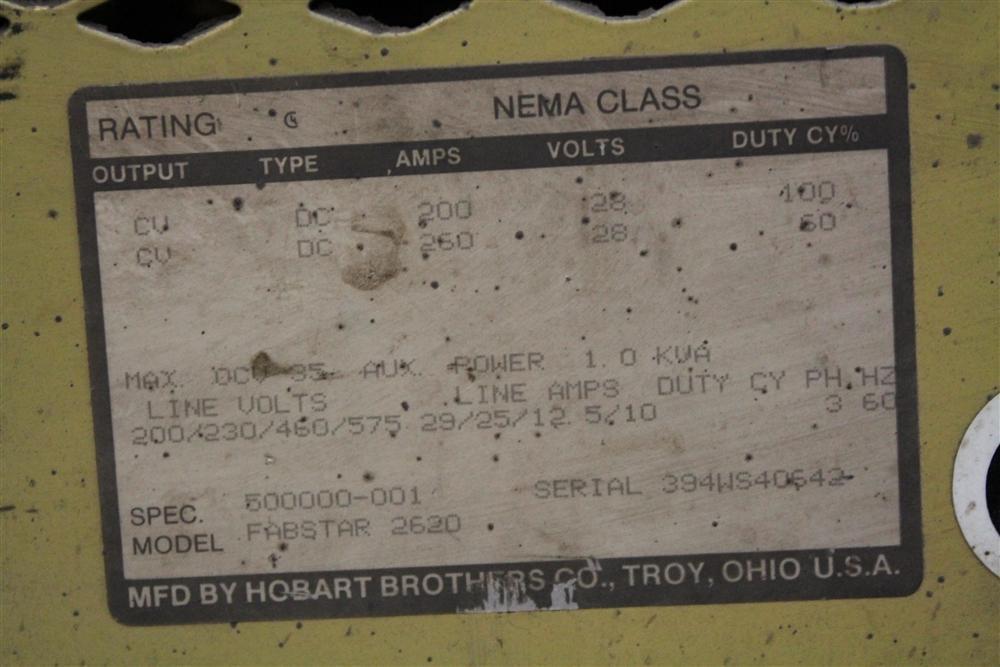 RATING G NEMA CLASS
OUTPUT TYPE AMPS VOLTS DUTY CY%
CV DC 200 28 100
CV DC 260 28 60
MAX. OCV 35 AUX. POWER 1.0 KVA
LINE VOLTS LINE AMPS DUTY CY PH HZ
200/230/460/575 29/25/12.5/10 3 60
SPEC. 500000-001 SERIAL 394WS40642
MODEL FABSTAR 2620
MFD BY HOBART BROTHERS CO., TROY, OHIO U.S.A.